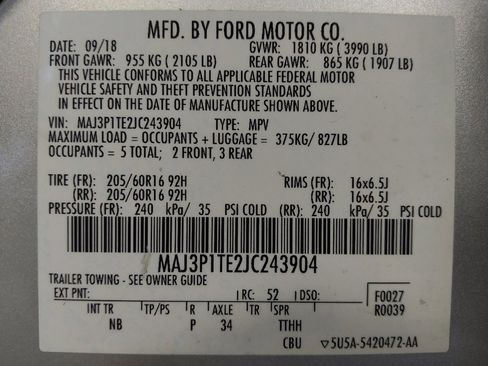 MFD. BY FORD MOTOR CO.
DATE: 09/18 GVWR: 1810 KG ( 3990 LB)
FRONT GAWR: 955 KG ( 2105 LB) REAR GAWR: 865 KG ( 1907 LB)
THIS VEHICLE CONFORMS TO ALL APPLICABLE FEDERAL MOTOR
VEHICLE SAFETY AND THEFT PREVENTION STANDARDS
IN EFFECT ON THE DATE OF MANUFACTURE SHOWN ABOVE.
VIN: MAJ3P1TE2JC243904 TYPE: MPV
MAXIMUM LOAD = OCCUPANTS + LUGGAGE = 375KG/ 827LB
OCCUPANTS = 5 TOTAL; 2 FRONT, 3 REAR
TIRE (FR): 205/60R16 92H RIMS (FR): 16x6.5J
(RR): 205/60R16 92H (RR): 16x6.5J
PRESSURE (FR): 240 kPa/ 35 PSI COLD (RR): 240 kPa/ 35 PSI COLD
MAJ3P1TE2JC243904
TRAILER TOWING - SEE OWNER GUIDE
EXT PNT: RC: 52 DSO: F0027
INT TR TP/PS R AXLE TR SPR R0039
NB P 34 TTHH
CBU ▽5U5A-5420472-AA